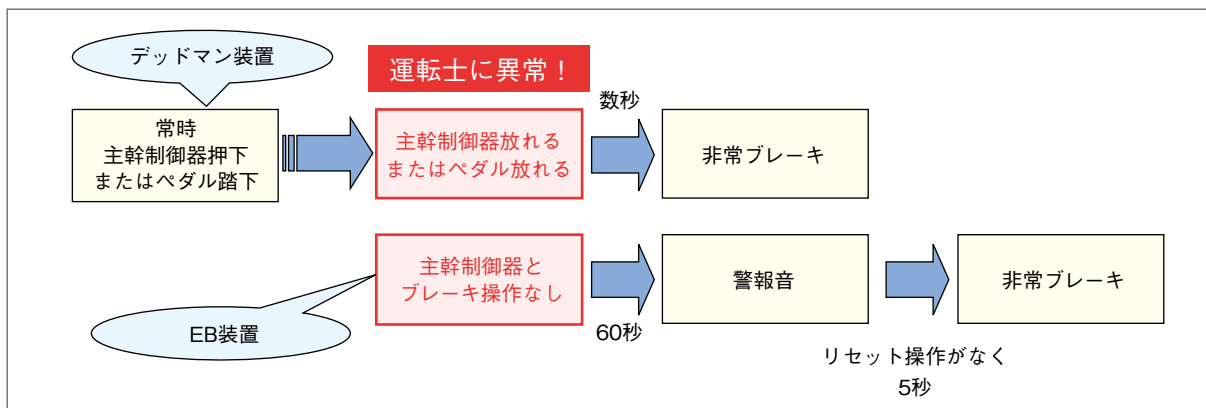 デッドマン装置
運転士に異常！
常時
主幹制御器押下
またはペダル踏下
主幹制御器放れる
またはペダル放れる
数秒
非常ブレーキ
主幹制御器と
ブレーキ操作なし
EB装置
60秒
警報音
リセット操作がなく
5秒
非常ブレーキ